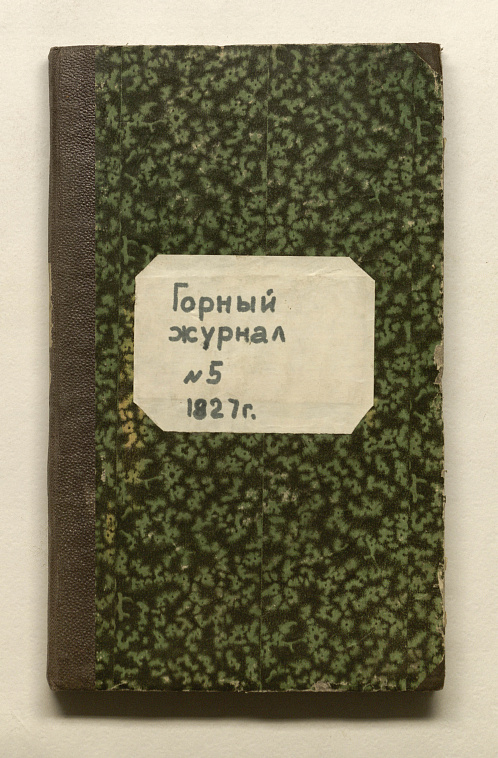 Горный
журнал
№5
1827г.